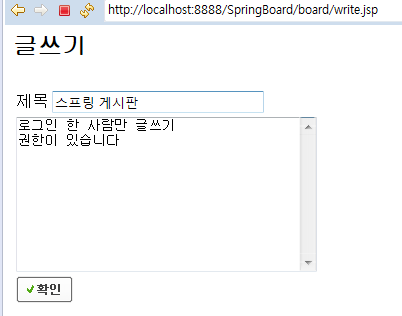 http://localhost:8888/SpringBoard/board/write.jsp
글쓰기
제목 스프링 게시판
로그인 한 사람만 글쓰기
권한이 있습니다
확인